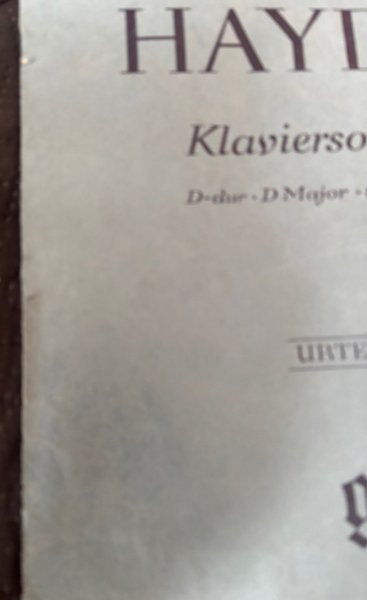 HAYD
Klavierso
D-dur · D Major ·
URTE